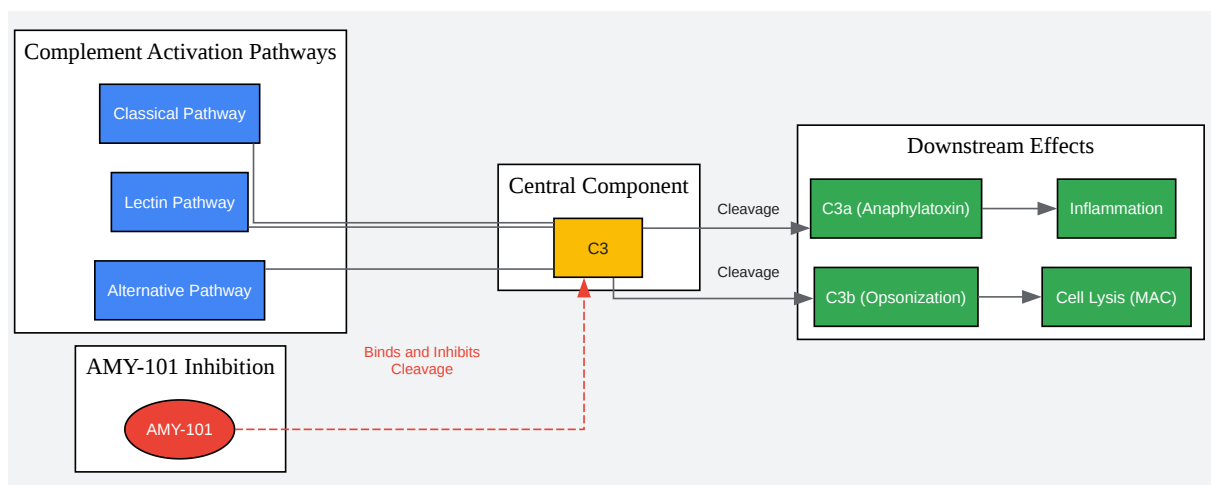 Complement Activation Pathways
Classical Pathway
Lectin Pathway
Alternative Pathway
AMY-101 Inhibition
AMY-101
Binds and Inhibits
Cleavage
Central Component
C3
Cleavage
Cleavage
Downstream Effects
C3a (Anaphylatoxin)
Inflammation
C3b (Opsonization)
Cell Lysis (MAC)